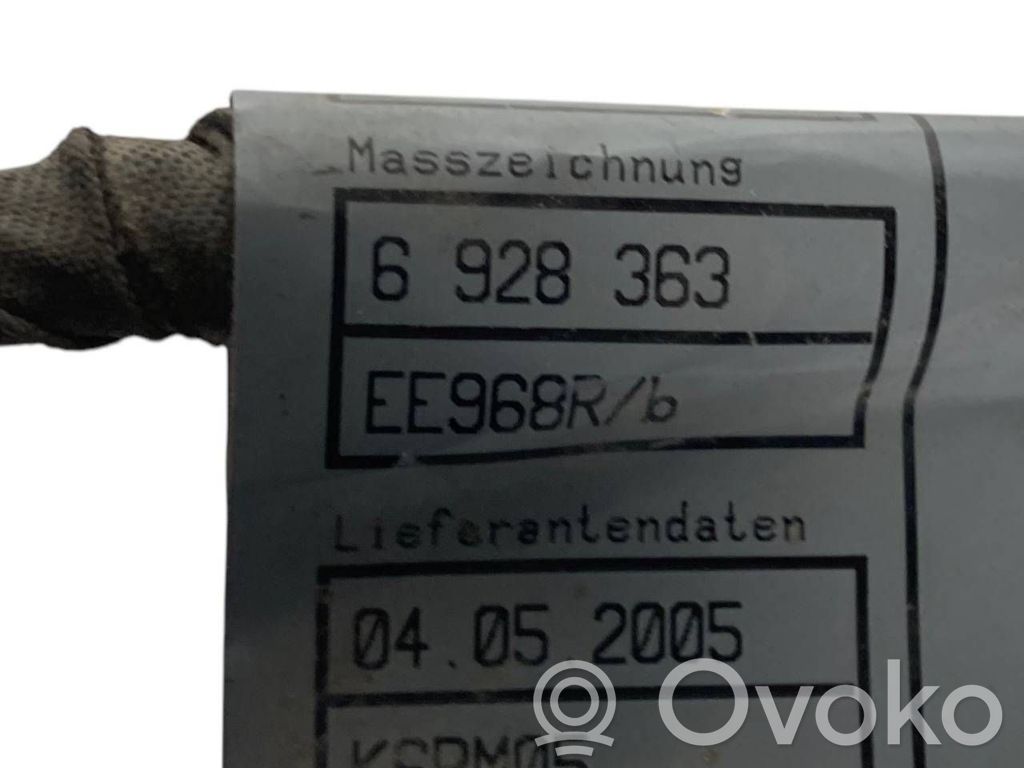 Masszeichnung
6 928 363
EE968R/b
Lieferantendaten
04.05.2005
Ovoko